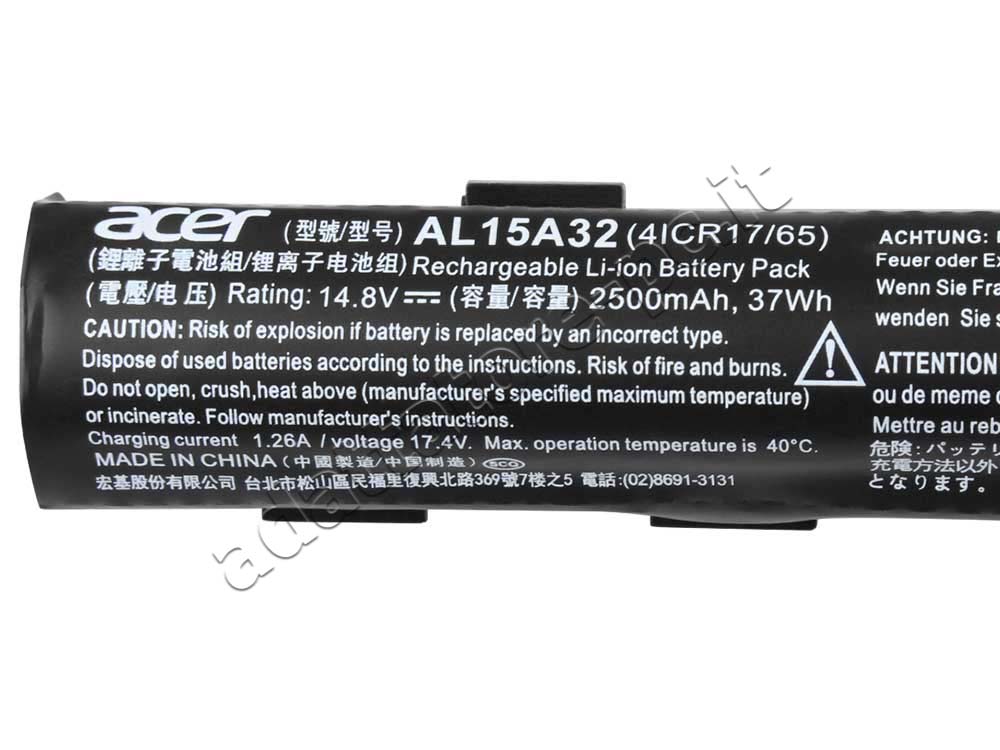 acer (型號/型号) AL15A32 (4ICR17/65)
(鋰離子電池組/锂离子电池组) Rechargeable Li-ion Battery Pack
(電壓/电压) Rating: 14.8V⎓ (容量/容量) 2500mAh, 37Wh
CAUTION: Risk of explosion if battery is replaced by an incorrect type.
Dispose of used batteries according to the instructions. Risk of fire and burns.
Do not open, crush,heat above (manufacturer's specified maximum temperature)
or incinerate. Follow manufacturer's instructions.
Charging current 1.26A / voltage 17.4V. Max. operation temperature is 40°C.
MADE IN CHINA (中國製造/中国制造) SCG
宏基股份有限公司 台北市松山區民福里復興北路369號7樓之5 電話:(02)8691-3131
ACHTUNG:
Feuer oder Ex
Wenn Sie Fra
wenden Sie s
ATTENTION
ou de meme
Mettre au reb
危険:バッテリ
充電方法以外
となります。
adattatore-pc.it